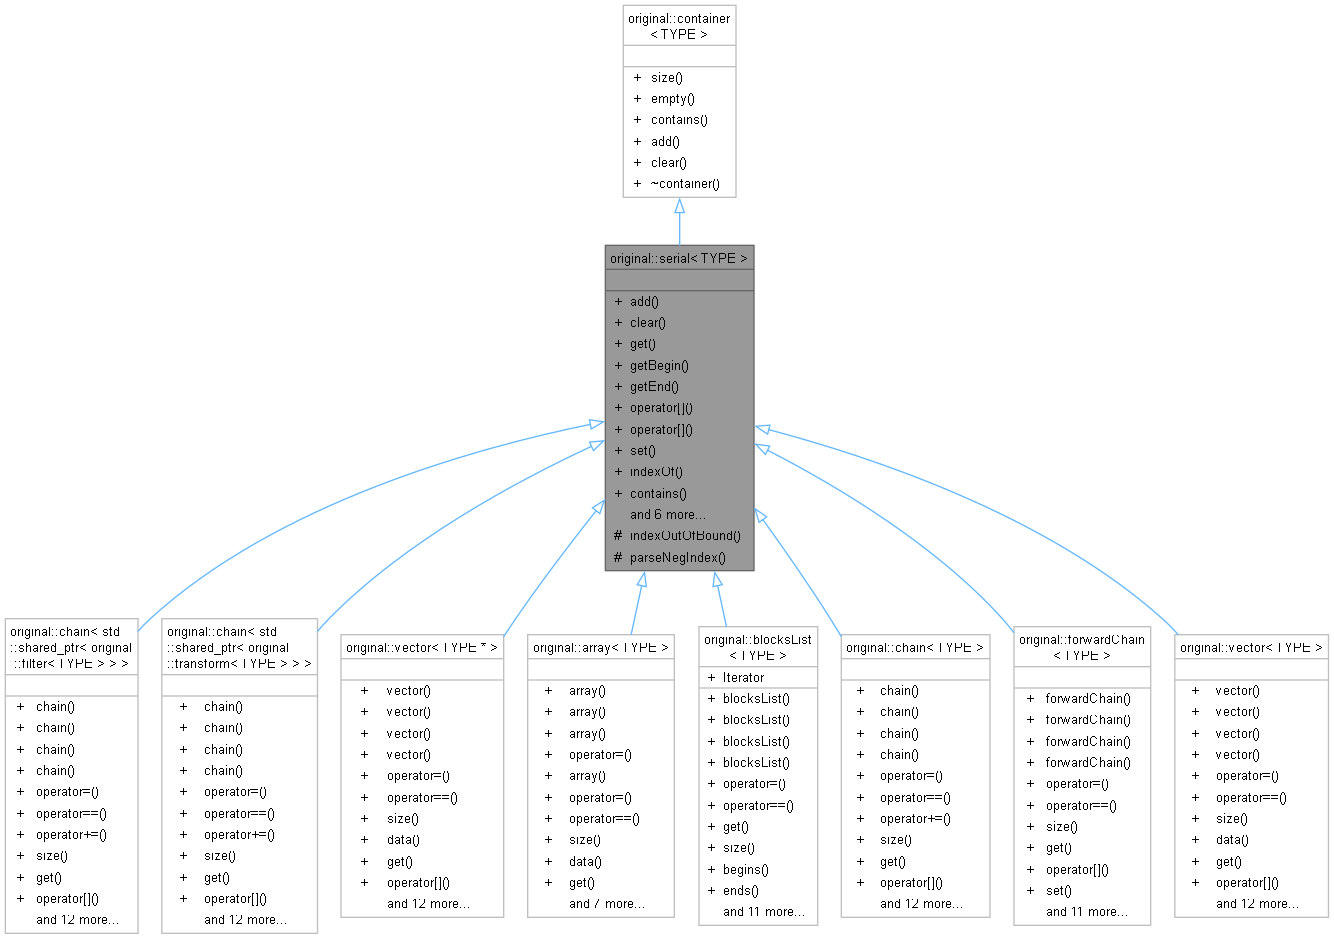 original::container
< TYPE >
+ size()
+ empty()
+ contains()
+ add()
+ clear()
+ ~container()
original::serial< TYPE >
+ add()
+ clear()
+ get()
+ getBegin()
+ getEnd()
+ operator[]()
+ operator[]()
+ set()
+ indexOf()
+ contains()
and 6 more...
# indexOutOfBound()
# parseNegIndex()
original::chain< std
::shared_ptr< original
::filter< TYPE > > >
+ chain()
+ chain()
+ chain()
+ chain()
+ operator=()
+ operator==()
+ operator+=()
+ size()
+ get()
+ operator[]()
and 12 more...
original::chain< std
::shared_ptr< original
::transform< TYPE > > >
+ chain()
+ chain()
+ chain()
+ chain()
+ operator=()
+ operator==()
+ operator+=()
+ size()
+ get()
+ operator[]()
and 12 more...
original::vector< TYPE * >
+ vector()
+ vector()
+ vector()
+ vector()
+ operator=()
+ operator==()
+ size()
+ data()
+ get()
+ operator[]()
and 12 more...
original::array< TYPE >
+ array()
+ array()
+ array()
+ operator=()
+ array()
+ operator=()
+ operator==()
+ size()
+ data()
+ get()
and 7 more...
original::blocksList
< TYPE >
+ Iterator
+ blocksList()
+ blocksList()
+ blocksList()
+ blocksList()
+ operator=()
+ operator==()
+ get()
+ size()
+ begins()
+ ends()
and 11 more...
original::chain< TYPE >
+ chain()
+ chain()
+ chain()
+ chain()
+ operator=()
+ operator==()
+ operator+=()
+ size()
+ get()
+ operator[]()
and 12 more...
original::forwardChain
< TYPE >
+ forwardChain()
+ forwardChain()
+ forwardChain()
+ forwardChain()
+ operator=()
+ operator==()
+ size()
+ get()
+ operator[]()
+ set()
and 11 more...
original::vector< TYPE >
+ vector()
+ vector()
+ vector()
+ vector()
+ operator=()
+ operator==()
+ size()
+ data()
+ get()
+ operator[]()
and 12 more...